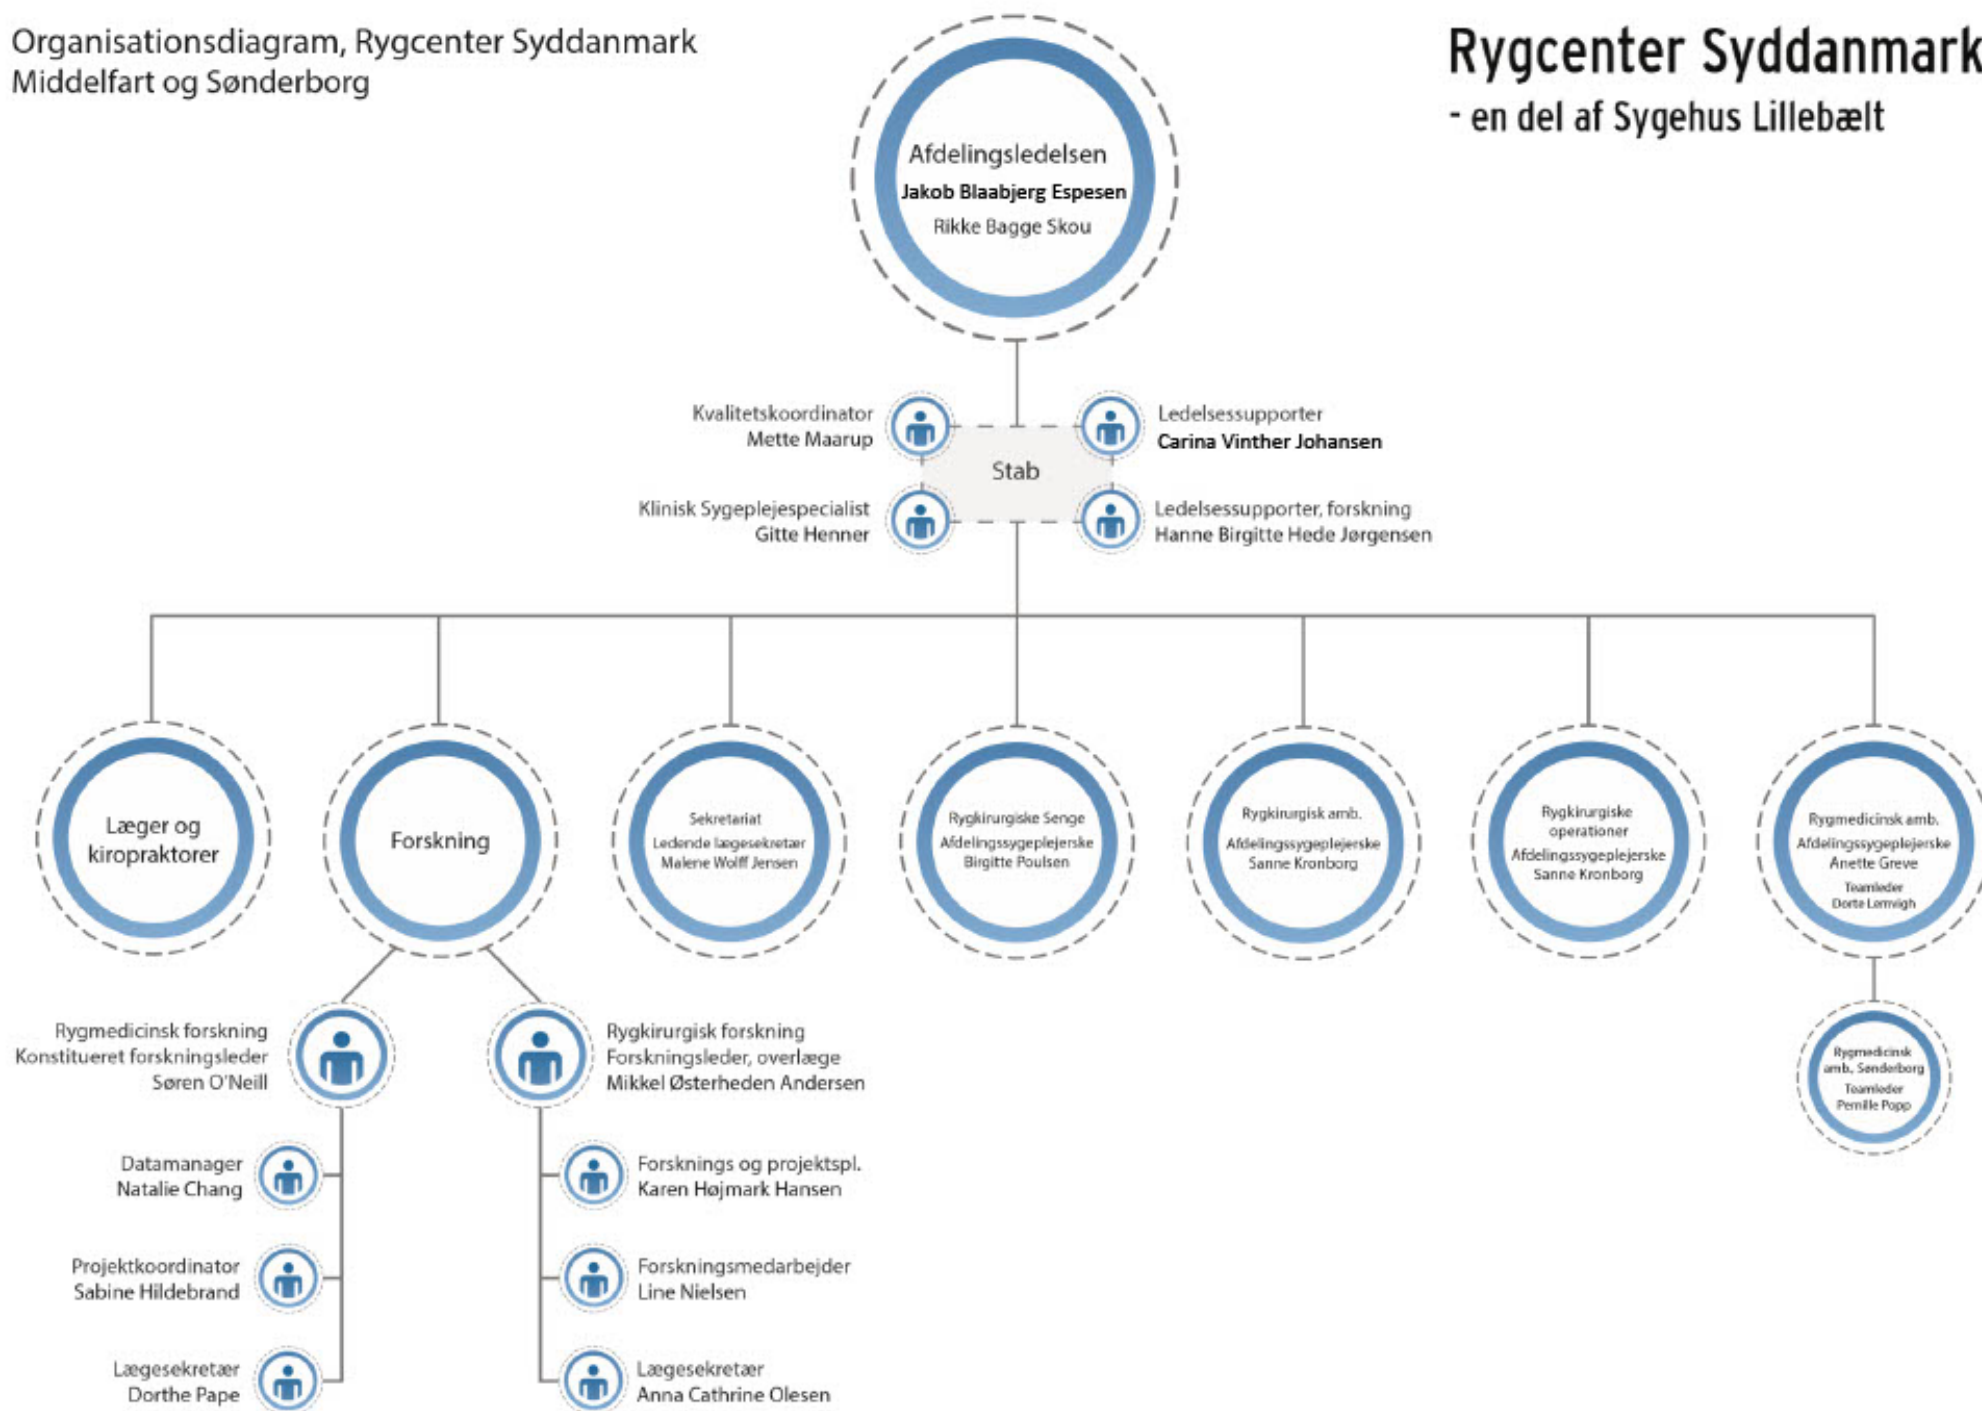 Organisationsdiagram, Rygcenter Syddanmark
Middelfart og Sønderborg
Rygcenter Syddanmark
- en del af Sygehus Lillebælt
Afdelingsledelsen
Jakob Blaabjerg Espesen
Rikke Bagge Skou
Kvalitetskoordinator
Mette Maarup
Ledelsessupporter
Carina Vinther Johansen
Stab
Klinisk Sygeplejespecialist
Gitte Henner
Ledelsessupporter, forskning
Hanne Birgitte Hede Jørgensen
Læger og
kiropraktorer
Forskning
Sekretariat
Ledende lægesekretær
Malene Wolff Jensen
Rygkirurgiske Senge
Afdelingssygeplejerske
Birgitte Poulsen
Rygkirurgisk amb.
Afdelingssygeplejerske
Sanne Kronborg
Rygkirurgiske
operationer
Afdelingssygeplejerske
Sanne Kronborg
Rygmedicinsk amb.
Afdelingssygeplejerske
Anette Greve
Teamleder
Dorte Lemvigh
Rygmedicinsk forskning
Konstitueret forskningsleder
Søren O'Neill
Rygkirurgisk forskning
Forskningsleder, overlæge
Mikkel Østerheden Andersen
Rygmedicinsk
amb., Sønderborg
Teamleder
Pernille Popp
Datamanager
Natalie Chang
Forsknings og projektspl.
Karen Højmark Hansen
Projektkoordinator
Sabine Hildebrand
Forskningsmedarbejder
Line Nielsen
Lægesekretær
Dorthe Pape
Lægesekretær
Anna Cathrine Olesen